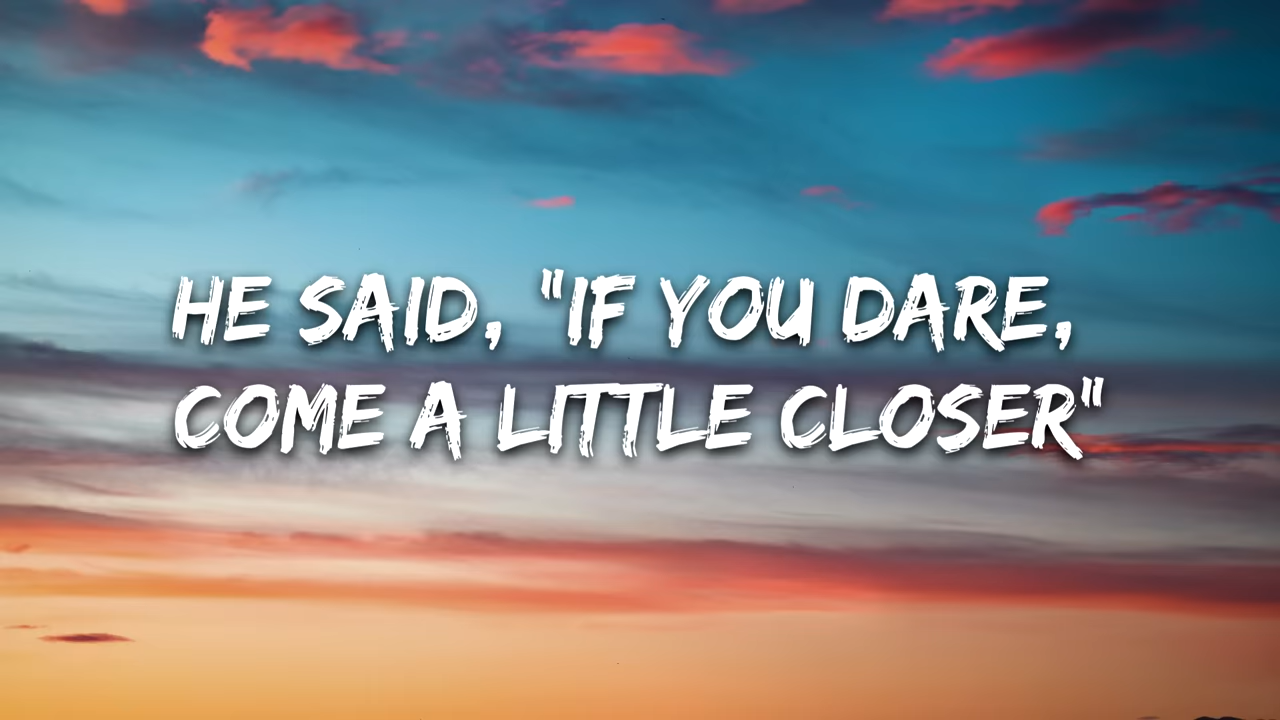 HE SAID, "IF YOU DARE,
COME A LITTLE CLOSER"